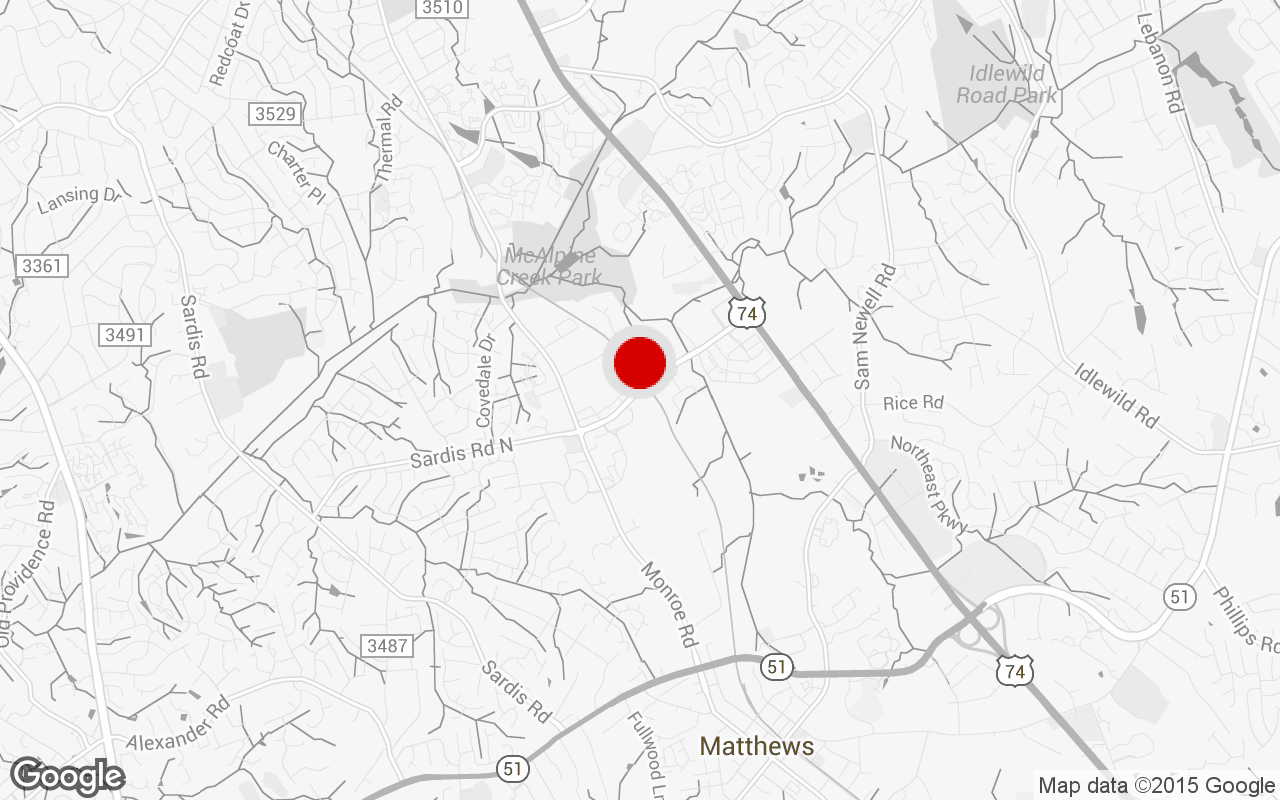 3510
Redcoat Dr
Lebanon Rd
Idlewild
Road Park
3529
Thermal Rd
Charter Pl
Lansing Dr
McAlpine
Creek Park
3361
Sam Newell Rd
74
Sardis Rd
3491
Covedale Dr
Idlewild Rd
Rice Rd
Sardis Rd N
Northeast Pkwy
Old Providence Rd
Monroe Rd
51
Phillips Rd
3487
51
74
Sardis Rd
Alexander Rd
Fullwood Ln
Matthews
51
Google
Map data ©2015 Google